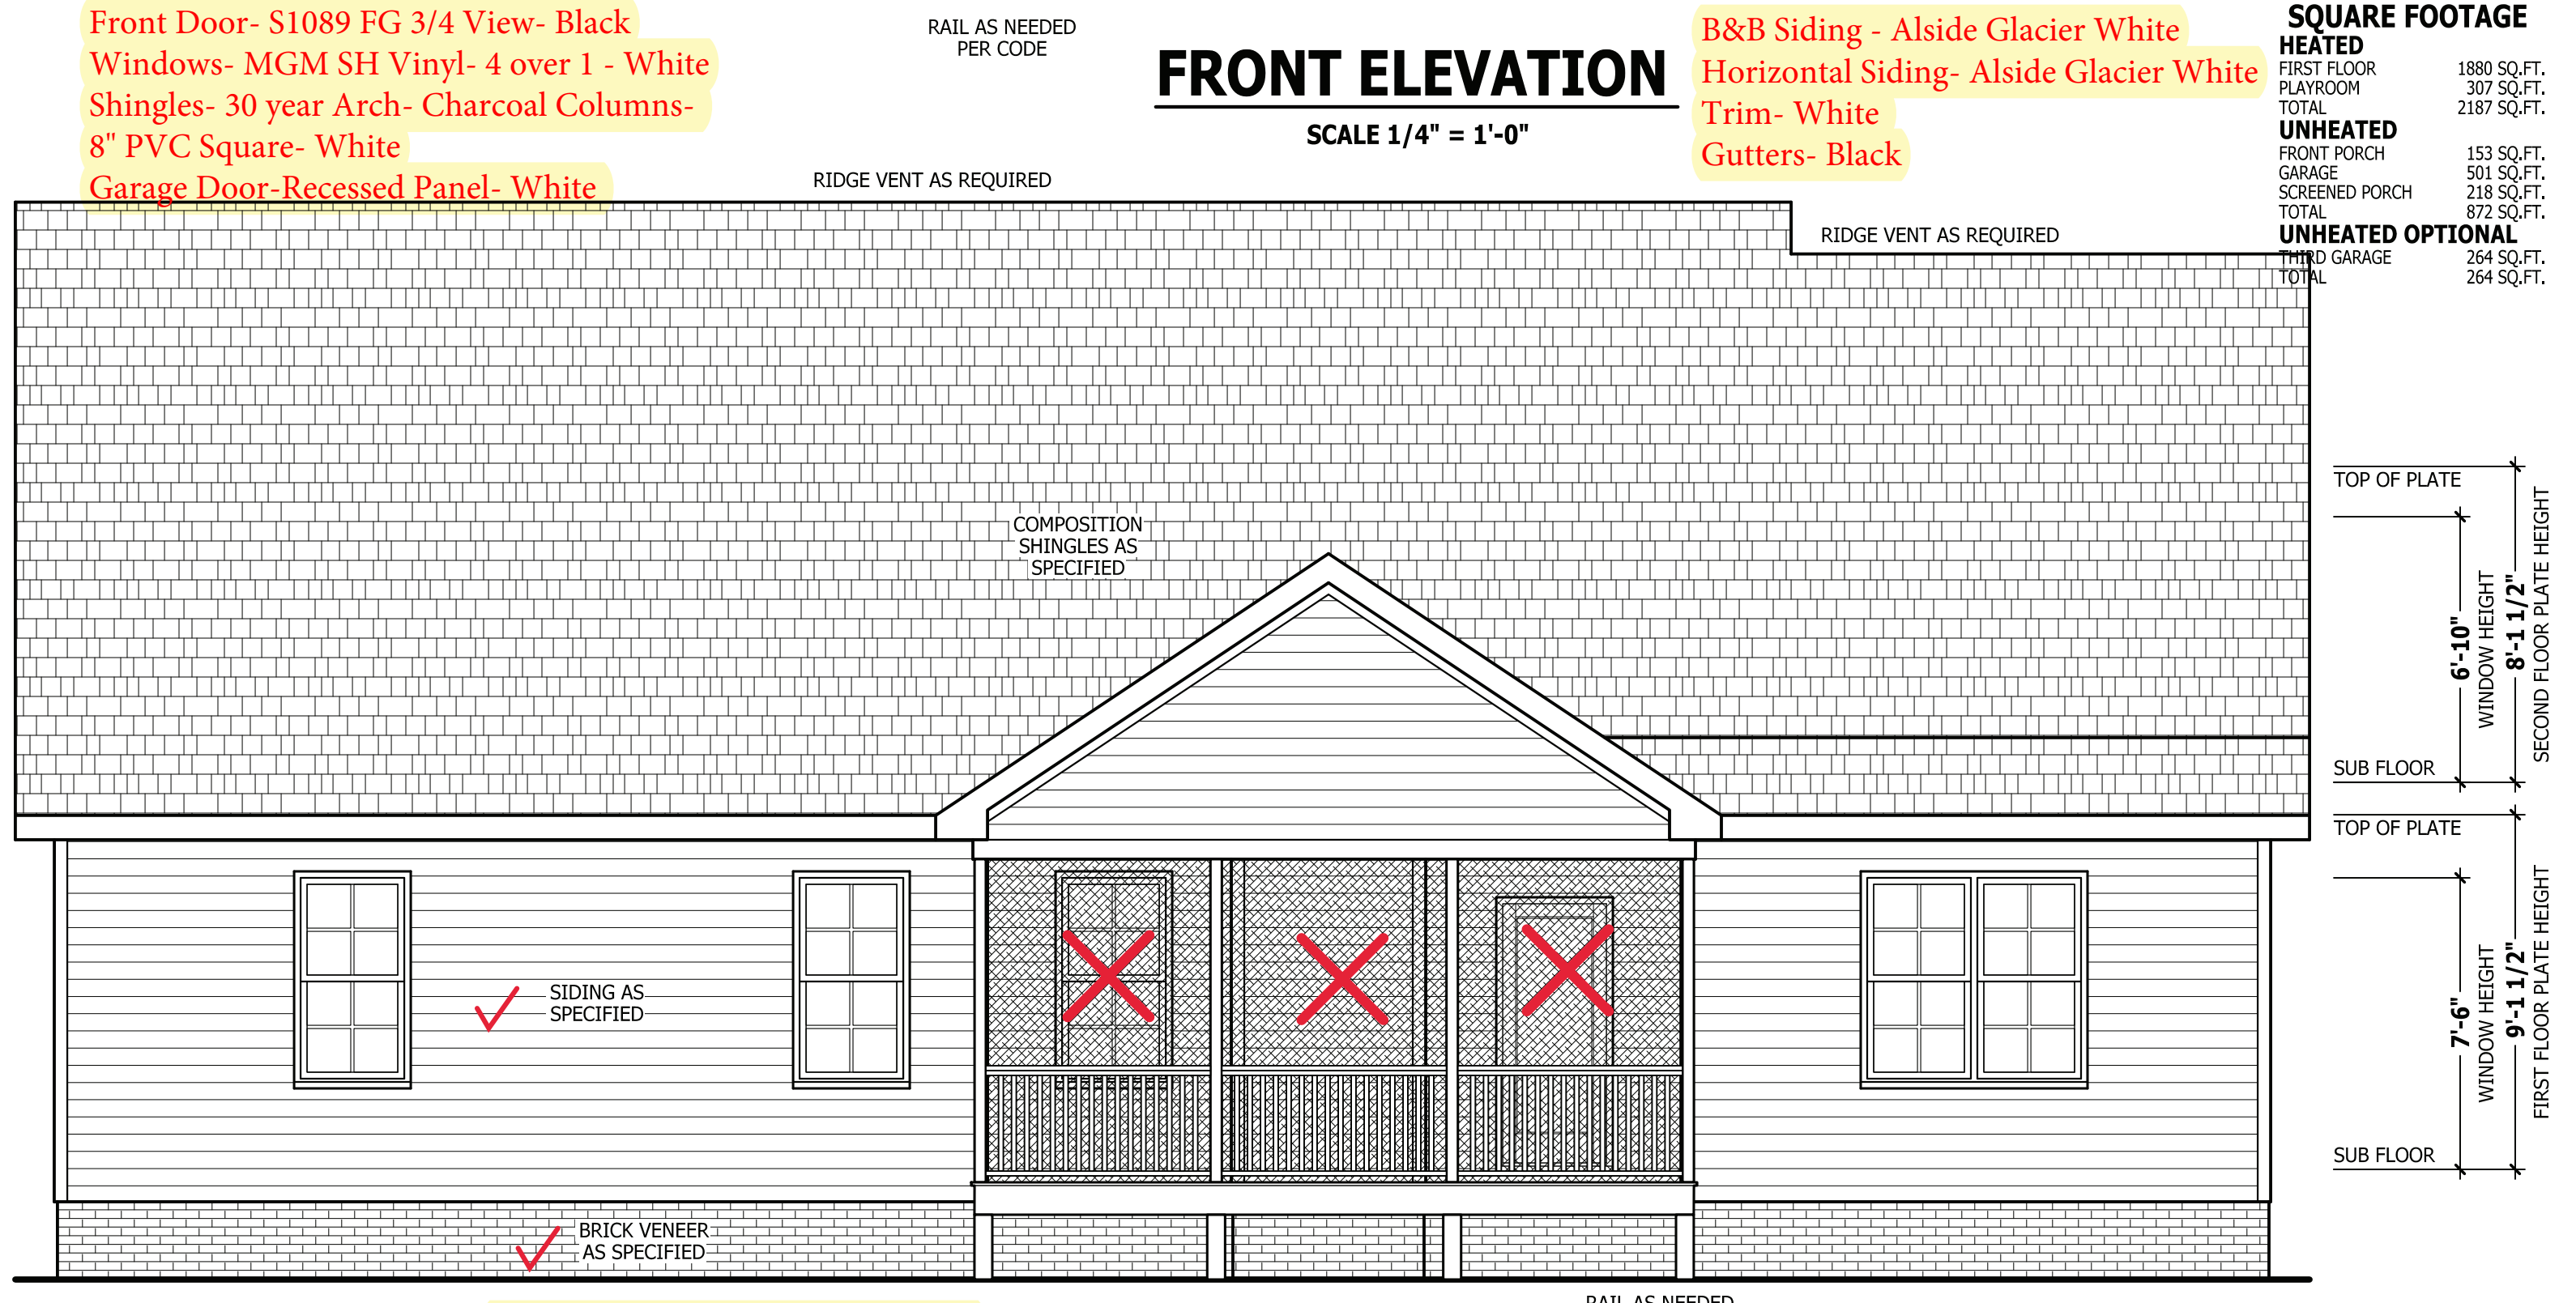 Front Door- S1089 FG 3/4 View- Black
Windows- MGM SH Vinyl- 4 over 1 - White
Shingles- 30 year Arch- Charcoal Columns-
8" PVC Square- White
Garage Door-Recessed Panel- White
RAIL AS NEEDED
PER CODE
FRONT ELEVATION
SCALE 1/4" = 1'-0"
B&B Siding - Alside Glacier White
Horizontal Siding- Alside Glacier White
Trim- White
Gutters- Black
SQUARE FOOTAGE
HEATED
FIRST FLOOR 1880 SQ.FT.
PLAYROOM 307 SQ.FT.
TOTAL 2187 SQ.FT.
UNHEATED
FRONT PORCH 153 SQ.FT.
GARAGE 501 SQ.FT.
SCREENED PORCH 218 SQ.FT.
TOTAL 872 SQ.FT.
UNHEATED OPTIONAL
THIRD GARAGE 264 SQ.FT.
TOTAL 264 SQ.FT.
RIDGE VENT AS REQUIRED
RIDGE VENT AS REQUIRED
COMPOSITION
SHINGLES AS
SPECIFIED
TOP OF PLATE
6'-10"
WINDOW HEIGHT
8'-1 1/2"
SECOND FLOOR PLATE HEIGHT
SUB FLOOR
TOP OF PLATE
7'-6"
WINDOW HEIGHT
9'-1 1/2"
FIRST FLOOR PLATE HEIGHT
SUB FLOOR
SIDING AS
SPECIFIED
BRICK VENEER
AS SPECIFIED
RAIL AS NEEDED